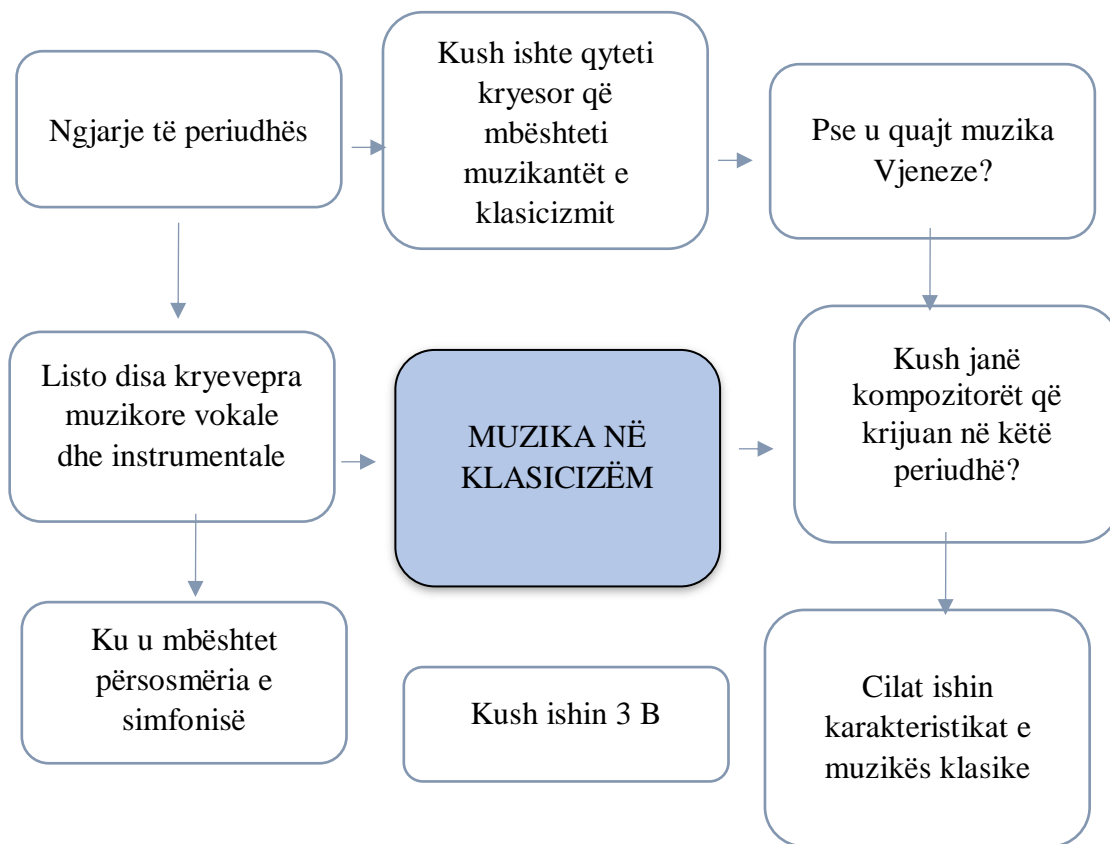 Ngjarje të periudhës
Kush ishte qyteti
kryesor që
mbështeti
muzikantët e
klasicizmit
Pse u quajt muzika
Vjeneze?
Listo disa kryevepra
muzikore vokale
dhe instrumentale
MUZIKA NË
KLASICIZËM
Kush janë
kompozitorët që
krijuan në këtë
periudhë?
Ku u mbështet
përsosmëria e
simfonisë
Kush ishin 3 B
Cilat ishin
karakteristikat e
muzikës klasike